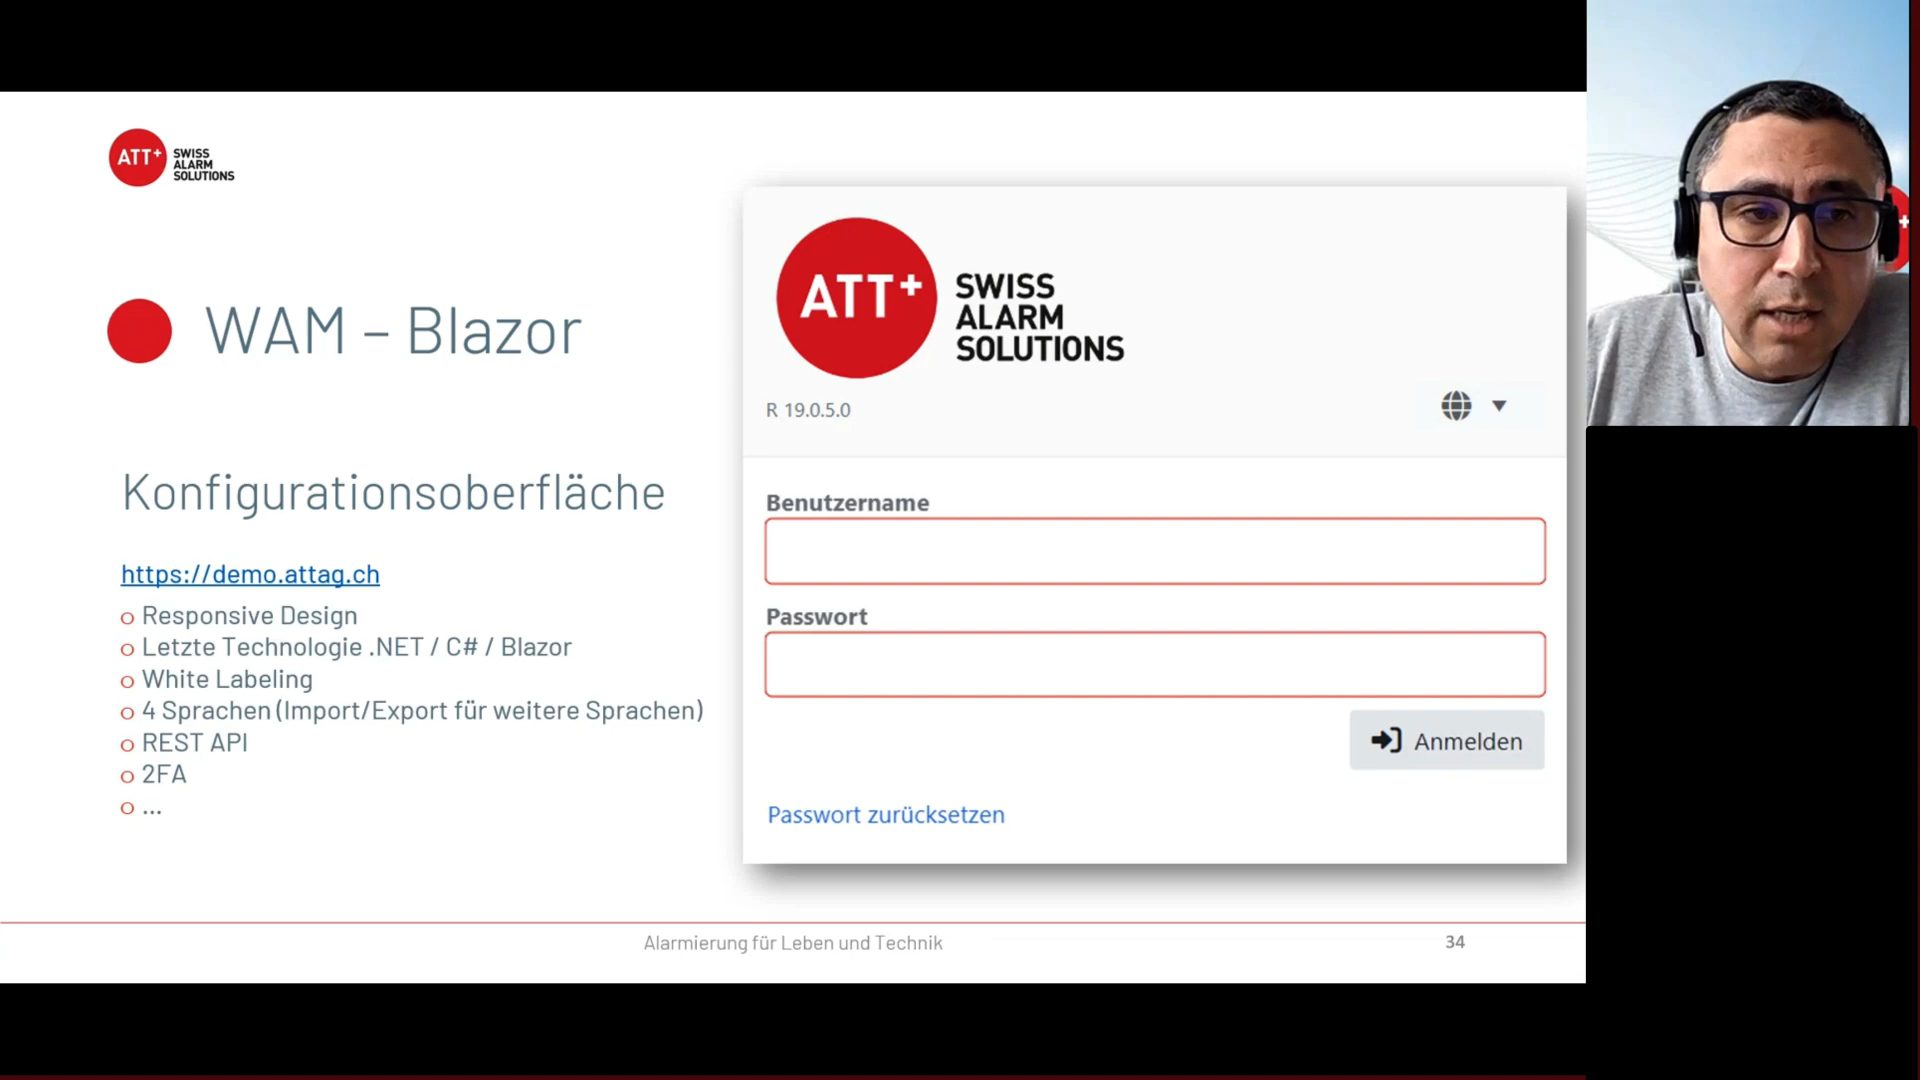 ATT+ SWISS
ALARM
SOLUTIONS
WAM – Blazor
Konfigurationsoberfläche
https://demo.attag.ch
o Responsive Design
o Letzte Technologie .NET / C# / Blazor
o White Labeling
o 4 Sprachen (Import/Export für weitere Sprachen)
o REST API
o 2FA
o ...
ATT+ SWISS
ALARM
SOLUTIONS
R 19.0.5.0
Benutzername
Passwort
Anmelden
Passwort zurücksetzen
Alarmierung für Leben und Technik
34